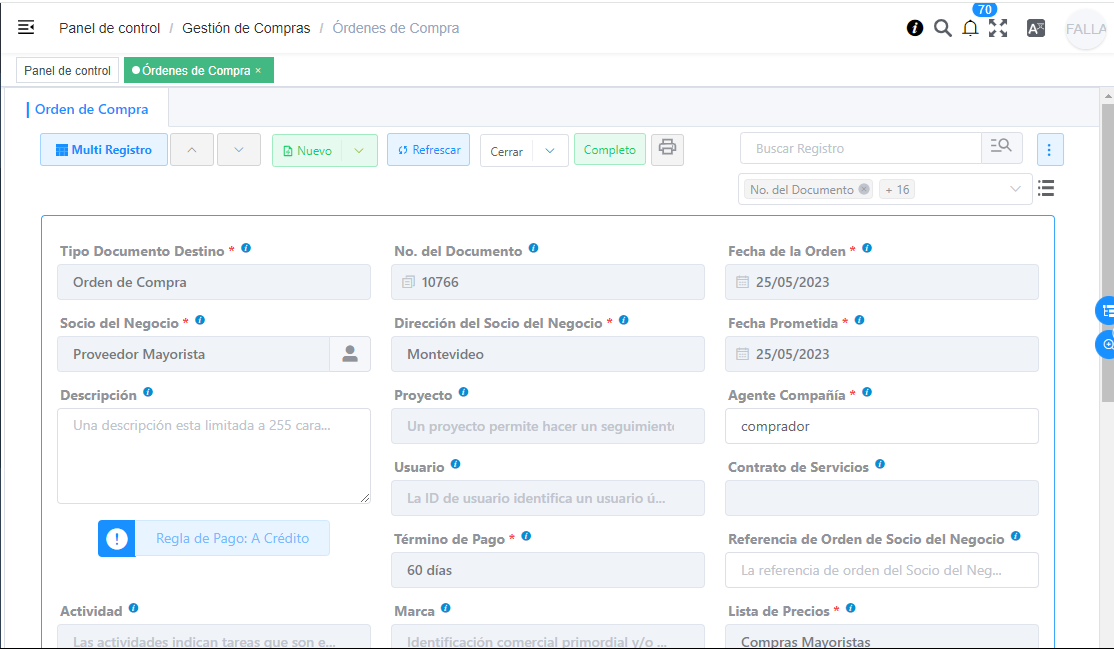 70
Panel de control / Gestión de Compras / Órdenes de Compra
FALLA
Panel de control
Órdenes de Compra ×
Orden de Compra
Multi Registro
Nuevo
Refrescar
Cerrar
Completo
Buscar Registro
No. del Documento
+ 16
Tipo Documento Destino *
Orden de Compra
No. del Documento
10766
Fecha de la Orden *
25/05/2023
Socio del Negocio *
Proveedor Mayorista
Dirección del Socio del Negocio *
Montevideo
Fecha Prometida *
25/05/2023
Descripción
Una descripción esta limitada a 255 cara...
Proyecto
Un proyecto permite hacer un seguimiento
Agente Compañía *
comprador
Usuario
La ID de usuario identifica un usuario ú...
Contrato de Servicios
Regla de Pago: A Crédito
Término de Pago *
60 días
Referencia de Orden de Socio del Negocio
La referencia de orden del Socio del Neg...
Actividad
Las actividades indican tareas que son e...
Marca
Identificación comercial primordial y/o ...
Lista de Precios *
Compras Mayoristas